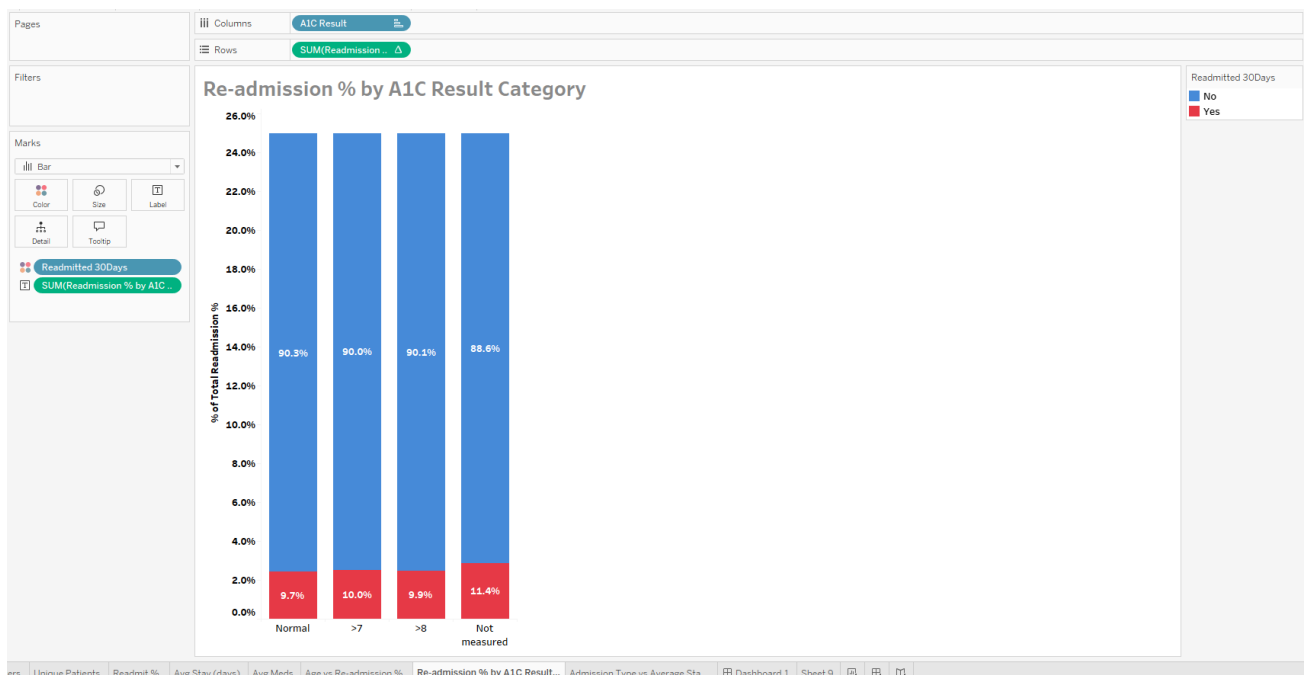 Pages
Columns
A1C Result
Rows
SUM(Readmission .. Δ
Filters
Marks
Bar
Color
Size
Label
Detail
Tooltip
Readmitted 30Days
SUM(Readmission % by A1C ..
Re-admission % by A1C Result Category
26.0%
24.0%
22.0%
20.0%
18.0%
16.0%
14.0%
12.0%
10.0%
8.0%
6.0%
4.0%
2.0%
0.0%
% of Total Readmission %
90.3%
90.0%
90.1%
88.6%
9.7%
10.0%
9.9%
11.4%
Normal
>7
>8
Not
measured
Readmitted 30Days
No
Yes
ers
Unique Patients
Readmit %
Avg Stay (days)
Avg Meds
Age vs Re-admission %
Re-admission % by A1C Result...
Admission Type vs Average Sta...
Dashboard 1
Sheet 9